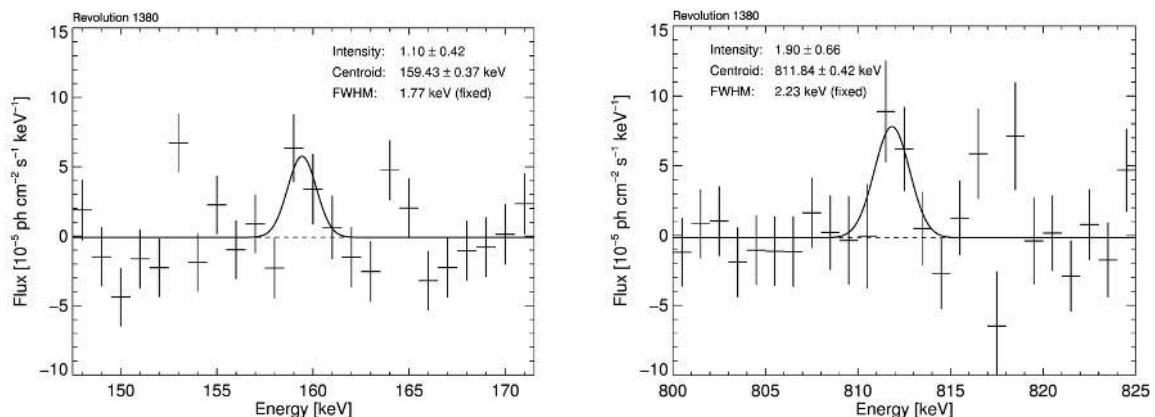 Revolution 1380
Intensity: 1.10 ± 0.42
Centroid: 159.43 ± 0.37 keV
FWHM: 1.77 keV (fixed)
15
10
5
0
−5
−10
Flux [10⁻⁵ ph cm⁻² s⁻¹ keV⁻¹]
150 155 160 165 170
Energy [keV]
Revolution 1380
Intensity: 1.90 ± 0.66
Centroid: 811.84 ± 0.42 keV
FWHM: 2.23 keV (fixed)
15
10
5
0
−5
−10
Flux [10⁻⁵ ph cm⁻² s⁻¹ keV⁻¹]
800 805 810 815 820 825
Energy [keV]